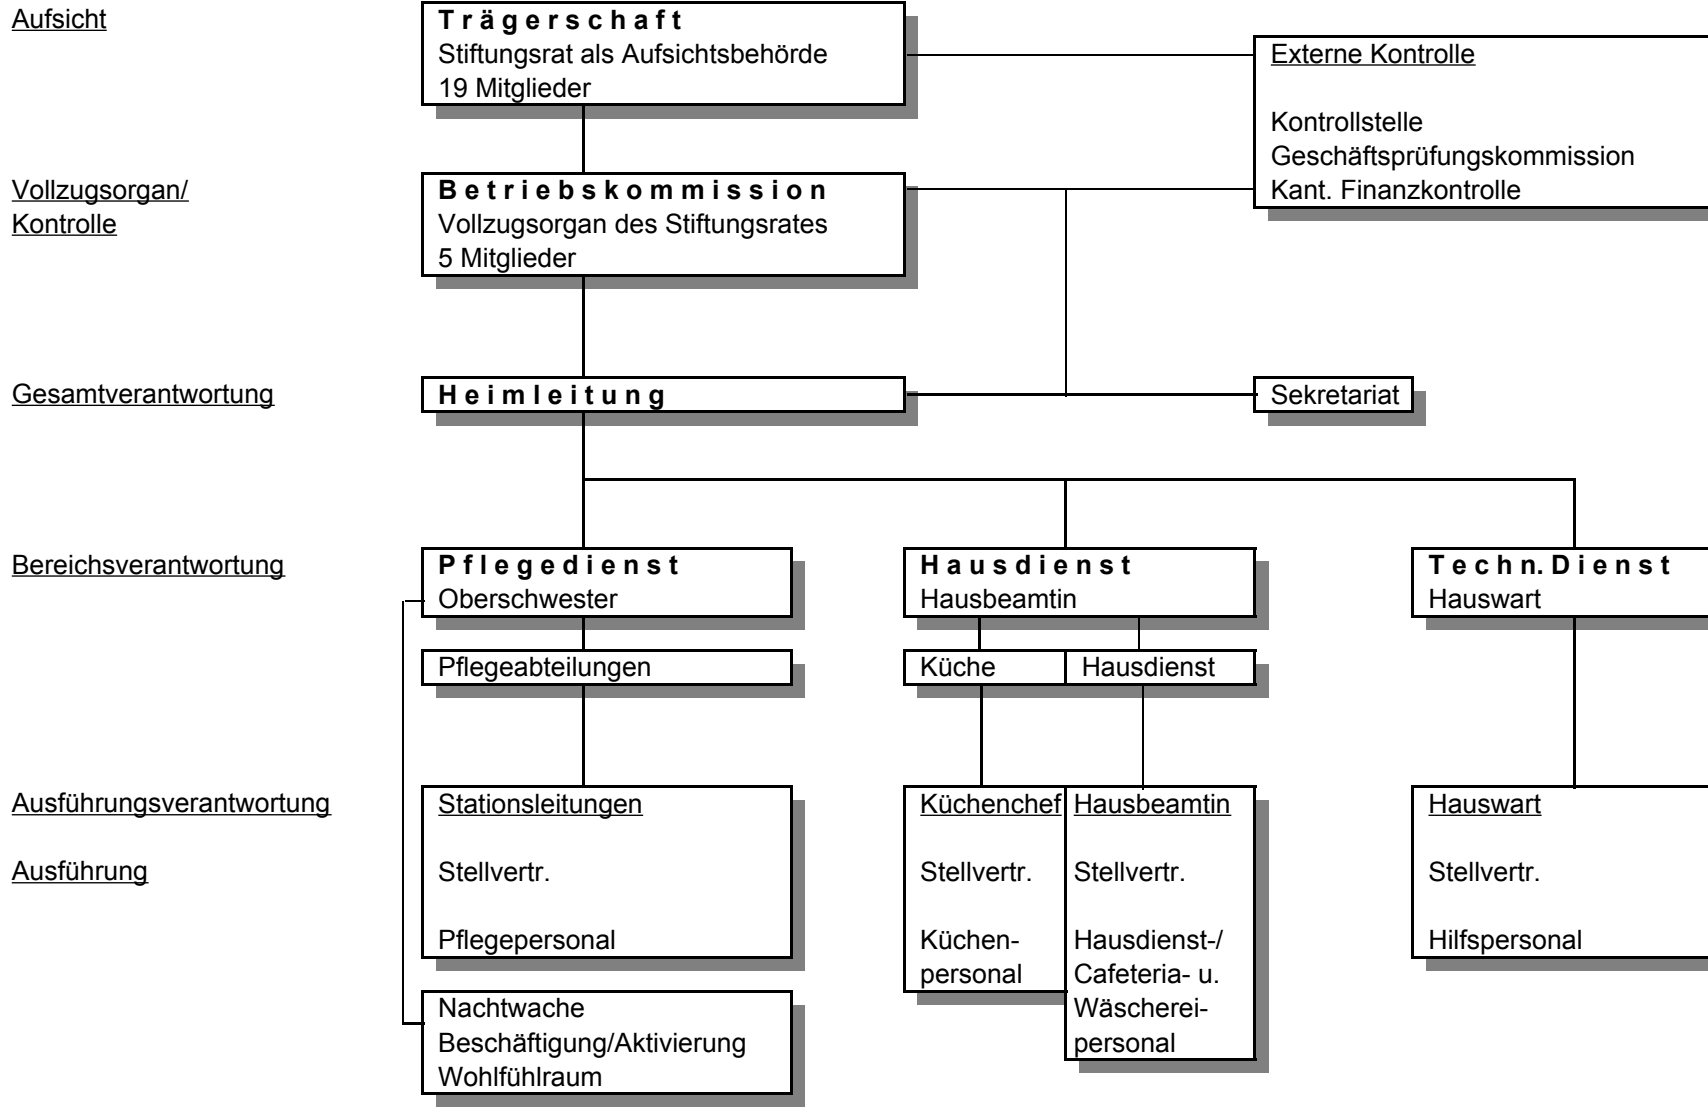 Aufsicht
Trägerschaft
Stiftungsrat als Aufsichtsbehörde
19 Mitglieder
Externe Kontrolle
Kontrollstelle
Geschäftsprüfungskommission
Kant. Finanzkontrolle
Vollzugsorgan/
Kontrolle
Betriebskommission
Vollzugsorgan des Stiftungsrates
5 Mitglieder
Gesamtverantwortung
Heimleitung
Sekretariat
Bereichsverantwortung
Pflegedienst
Oberschwester
Hausdienst
Hausbeamtin
Techn. Dienst
Hauswart
Pflegeabteilungen
Küche
Hausdienst
Ausführungsverantwortung
Ausführung
Stationsleitungen
Stellvertr.
Pflegepersonal
Küchenchef
Stellvertr.
Küchen-
personal
Hausbeamtin
Stellvertr.
Hausdienst-/
Cafeteria- u.
Wäscherei-
personal
Hauswart
Stellvertr.
Hilfspersonal
Nachtwache
Beschäftigung/Aktivierung
Wohlfühlraum